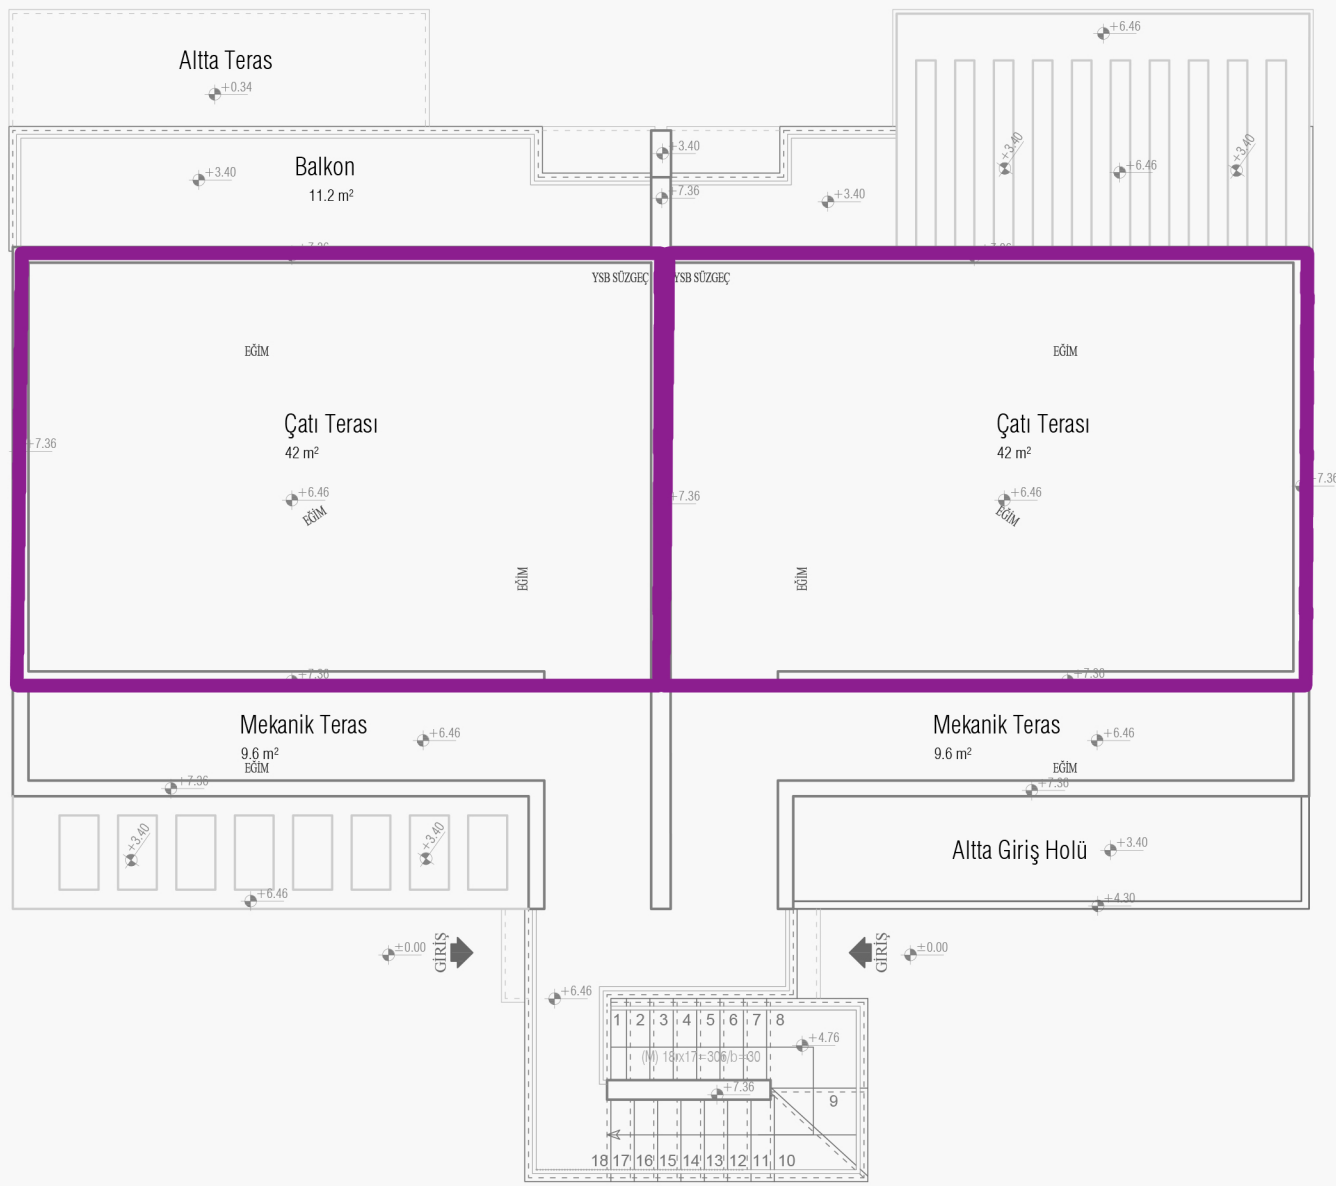 +6.46
Altta Teras
+0.34
+3.40
+3.40
+3.40
+6.46
Balkon
+3.40
11.2 m²
+7.36
+3.40
YSB SÜZGEÇ
YSB SÜZGEÇ
EĞİM
EĞİM
Çatı Terası
42 m²
Çatı Terası
42 m²
+7.36
+7.36
+6.46
+7.36
+6.46
EĞİM
EĞİM
EĞİM
EĞİM
+7.36
+7.36
Mekanik Teras
+6.46
9.6 m²
EĞİM
Mekanik Teras
+6.46
9.6 m²
EĞİM
+7.36
+7.36
+3.40
+3.40
+6.46
Altta Giriş Holü
+3.40
+4.30
±0.00
GİRİŞ
GİRİŞ
±0.00
+6.46
1 2 3 4 5 6 7 8
+4.76
(M) 18x17=306/b=30
+7.36
9
18 17 16 15 14 13 12 11 10